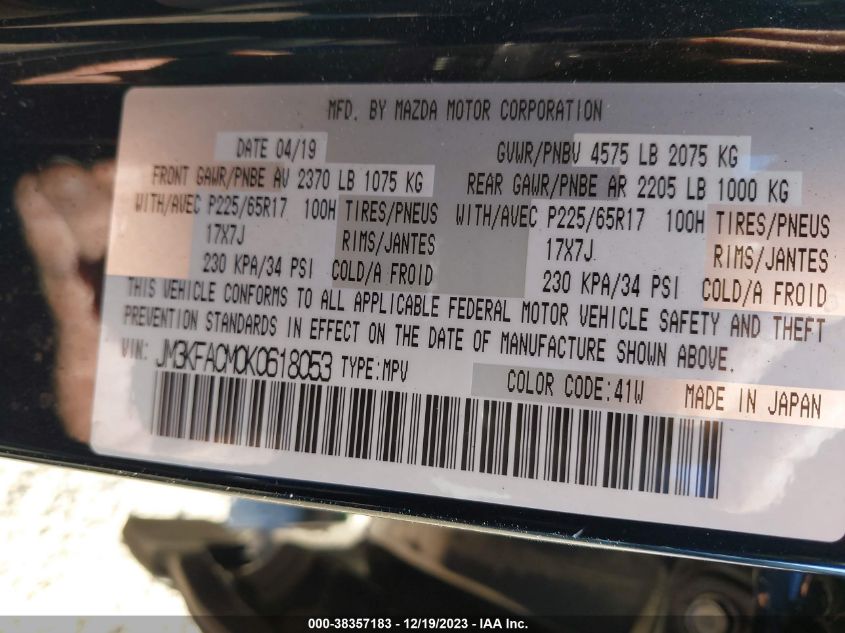 MFD. BY MAZDA MOTOR CORPORATION
DATE 04/19 GVWR/PNBV 4575 LB 2075 KG
FRONT GAWR/PNBE AV 2370 LB 1075 KG REAR GAWR/PNBE AR 2205 LB 1000 KG
WITH/AVEC P225/65R17 100H TIRES/PNEUS WITH/AVEC P225/65R17 100H TIRES/PNEUS
17X7J RIMS/JANTES 17X7J RIMS/JANTES
230 KPA/34 PSI COLD/A FROID 230 KPA/34 PSI COLD/A FROID
THIS VEHICLE CONFORMS TO ALL APPLICABLE FEDERAL MOTOR VEHICLE SAFETY AND THEFT
PREVENTION STANDARDS IN EFFECT ON THE DATE OF MANUFACTURE SHOWN ABOVE.
VIN: JM3KFACM0K0618053 TYPE:MPV
COLOR CODE:41W MADE IN JAPAN
000-38357183 - 12/19/2023 - IAA Inc.